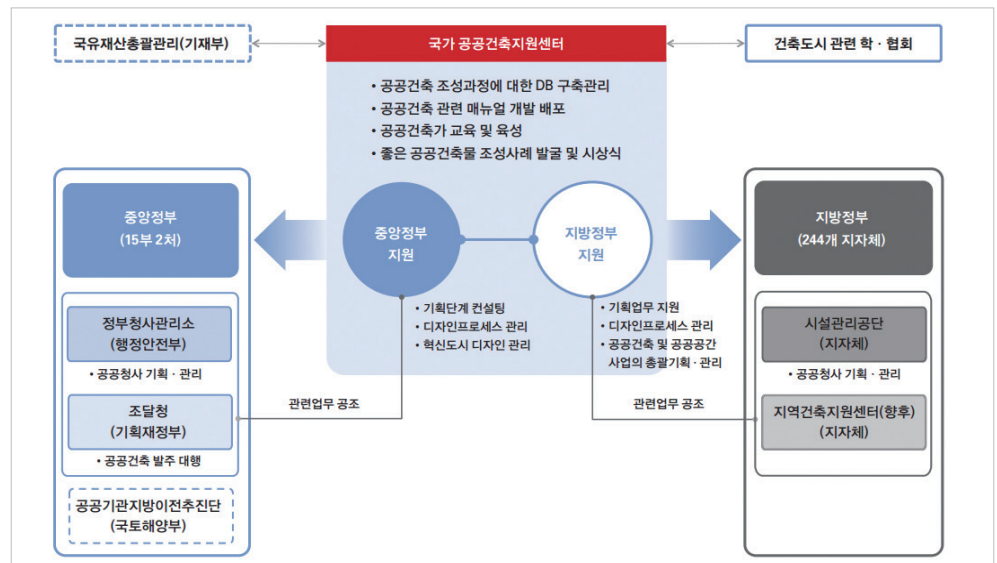 국유재산총괄관리(기재부)
국가 공공건축지원센터
건축도시 관련 학 · 협회
• 공공건축 조성과정에 대한 DB 구축관리
• 공공건축 관련 매뉴얼 개발 배포
• 공공건축가 교육 및 육성
• 좋은 공공건축물 조성사례 발굴 및 시상식
중앙정부
(15부 2처)
중앙정부
지원
지방정부
지원
지방정부
(244개 지자체)
• 기획단계 컨설팅
• 디자인프로세스 관리
• 혁신도시 디자인 관리
• 기획업무 지원
• 디자인프로세스 관리
• 공공건축 및 공공공간
사업의 총괄기획 · 관리
정부청사관리소
(행정안전부)
• 공공청사 기획 · 관리
조달청
(기획재정부)
• 공공건축 발주 대행
공공기관지방이전추진단
(국토해양부)
관련업무 공조
관련업무 공조
시설관리공단
(지자체)
• 공공청사 기획 · 관리
지역건축지원센터(향후)
(지자체)